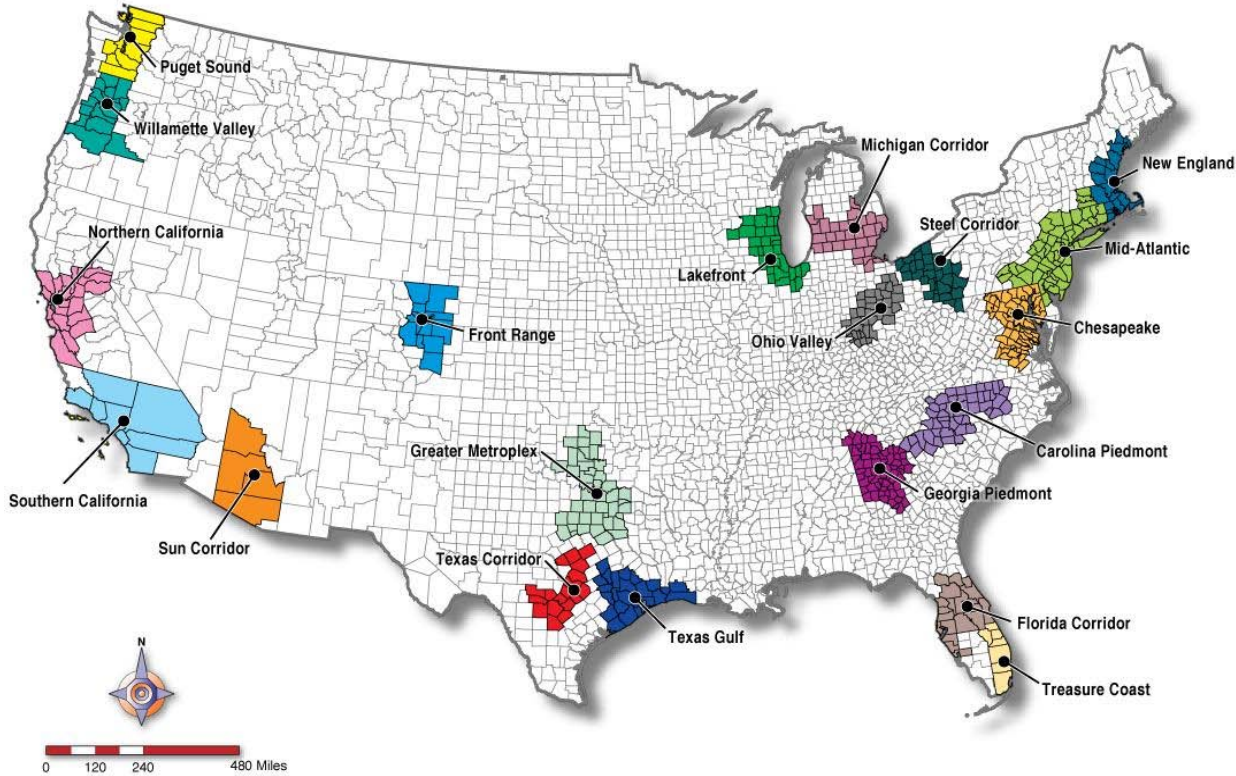 Puget Sound
Willamette Valley
Michigan Corridor
New England
Northern California
Steel Corridor
Mid-Atlantic
Lakefront
Front Range
Ohio Valley
Chesapeake
Greater Metroplex
Carolina Piedmont
Southern California
Georgia Piedmont
Sun Corridor
Texas Corridor
Florida Corridor
Texas Gulf
N
Treasure Coast
0 120 240 480 Miles